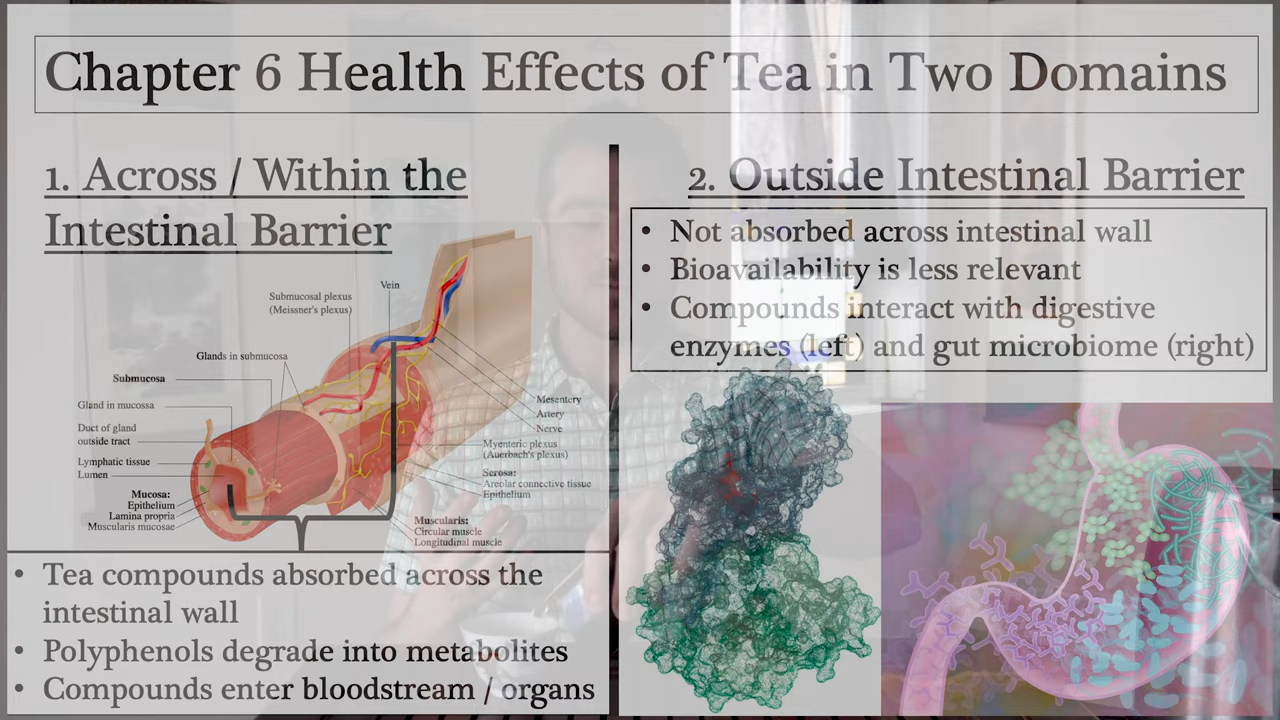 Chapter 6 Health Effects of Tea in Two Domains
1. Across / Within the
Intestinal Barrier
Vein
Submucosal plexus
(Meissner's plexus)
Glands in submucosa
Submucosa
Gland in mucossa
Duct of gland
outside tract
Lymphatic tissue
Lumen
Mucosa:
Epithelium
Lamina propria
Muscularis mucosae
Mesentery
Artery
Nerve
Myenteric plexus
(Auerbach's plexus)
Serosa:
Areolar connective tissue
Epithelium
Muscularis:
Circular muscle
Longitudinal muscle
• Tea compounds absorbed across the
intestinal wall
• Polyphenols degrade into metabolites
• Compounds enter bloodstream / organs
2. Outside Intestinal Barrier
• Not absorbed across intestinal wall
• Bioavailability is less relevant
• Compounds interact with digestive
enzymes (left) and gut microbiome (right)